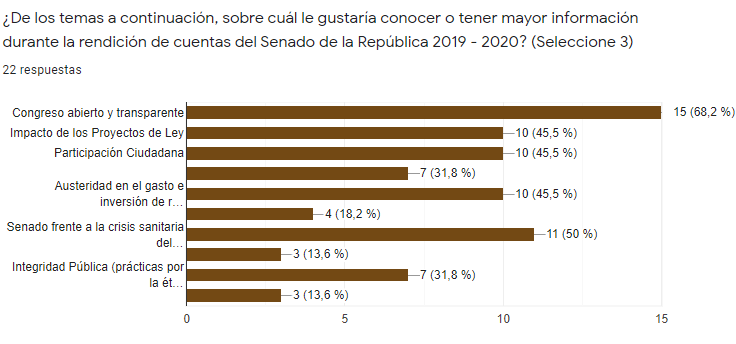 ¿De los temas a continuación, sobre cuál le gustaría conocer o tener mayor información
durante la rendición de cuentas del Senado de la República 2019 - 2020? (Seleccione 3)
22 respuestas
Congreso abierto y transparente
15 (68,2 %)
Impacto de los Proyectos de Ley
10 (45,5 %)
Participación Ciudadana
10 (45,5 %)
7 (31,8 %)
Austeridad en el gasto e
inversión de r…
10 (45,5 %)
4 (18,2 %)
Senado frente a la crisis sanitaria
del…
11 (50 %)
3 (13,6 %)
Integridad Pública (prácticas por
la ét…
7 (31,8 %)
3 (13,6 %)
0 5 10 15